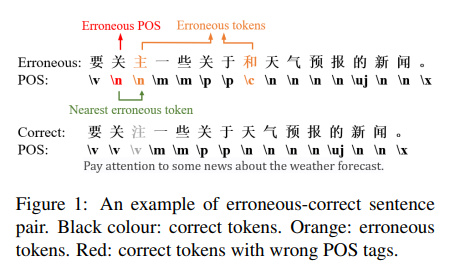 Erroneous POS
Erroneous tokens
Erroneous: 要 关 主 一 些 关 于 和 天 气 预 报 的 新 闻 。
POS: \v \n \n \m \m \p \p \c \n \n \n \n \uj \n \n \x
Nearest erroneous token
Correct: 要 关 注 一 些 关 于 天 气 预 报 的 新 闻 。
POS: \v \v \v \m \m \p \p \n \n \n \n \uj \n \n \x
Pay attention to some news about the weather forecast.
Figure 1: An example of erroneous-correct sentence
pair. Black colour: correct tokens. Orange: erroneous
tokens. Red: correct tokens with wrong POS tags.